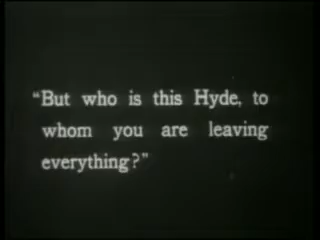 “But who is this Hyde, to
whom you are leaving
everything?”